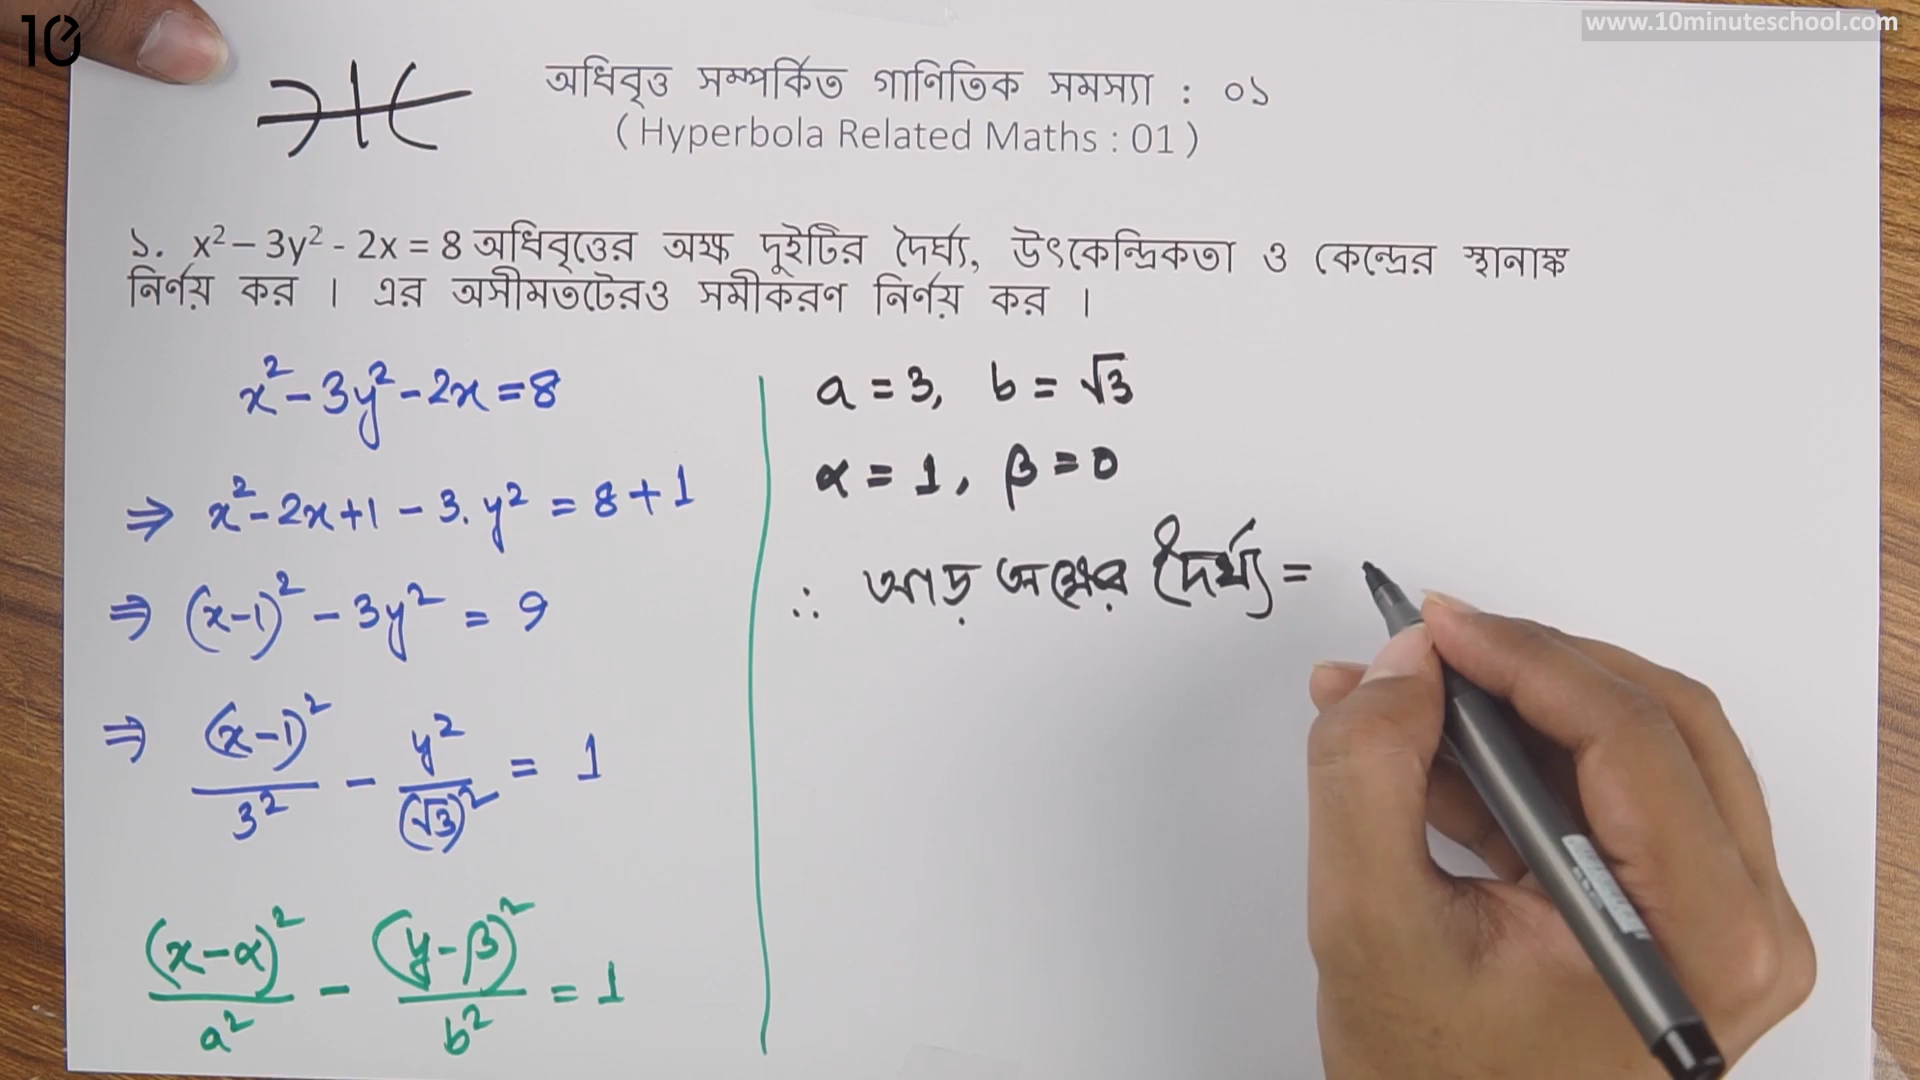 10
www.10minuteschool.com
অধিবৃত্ত সম্পর্কিত গাণিতিক সমস্যা : ০১
( Hyperbola Related Maths : 01 )
১. x² – 3y² - 2x = 8 অধিবৃত্তের অক্ষ দুইটির দৈর্ঘ্য, উৎকেন্দ্রিকতা ও কেন্দ্রের স্থানাঙ্ক
নির্ণয় কর । এর অসীমতটেরও সমীকরণ নির্ণয় কর ।
x² - 3y² - 2x = 8
⇒ x² - 2x + 1 - 3. y² = 8 + 1
⇒ (x-1)² - 3y² = 9
⇒ (x-1)²/3² - y²/(√3)² = 1
(x-α)²/a² - (y-β)²/b² = 1
a = 3, b = √3
α = 1, β = 0
∴ আড় অক্ষের দৈর্ঘ্য =